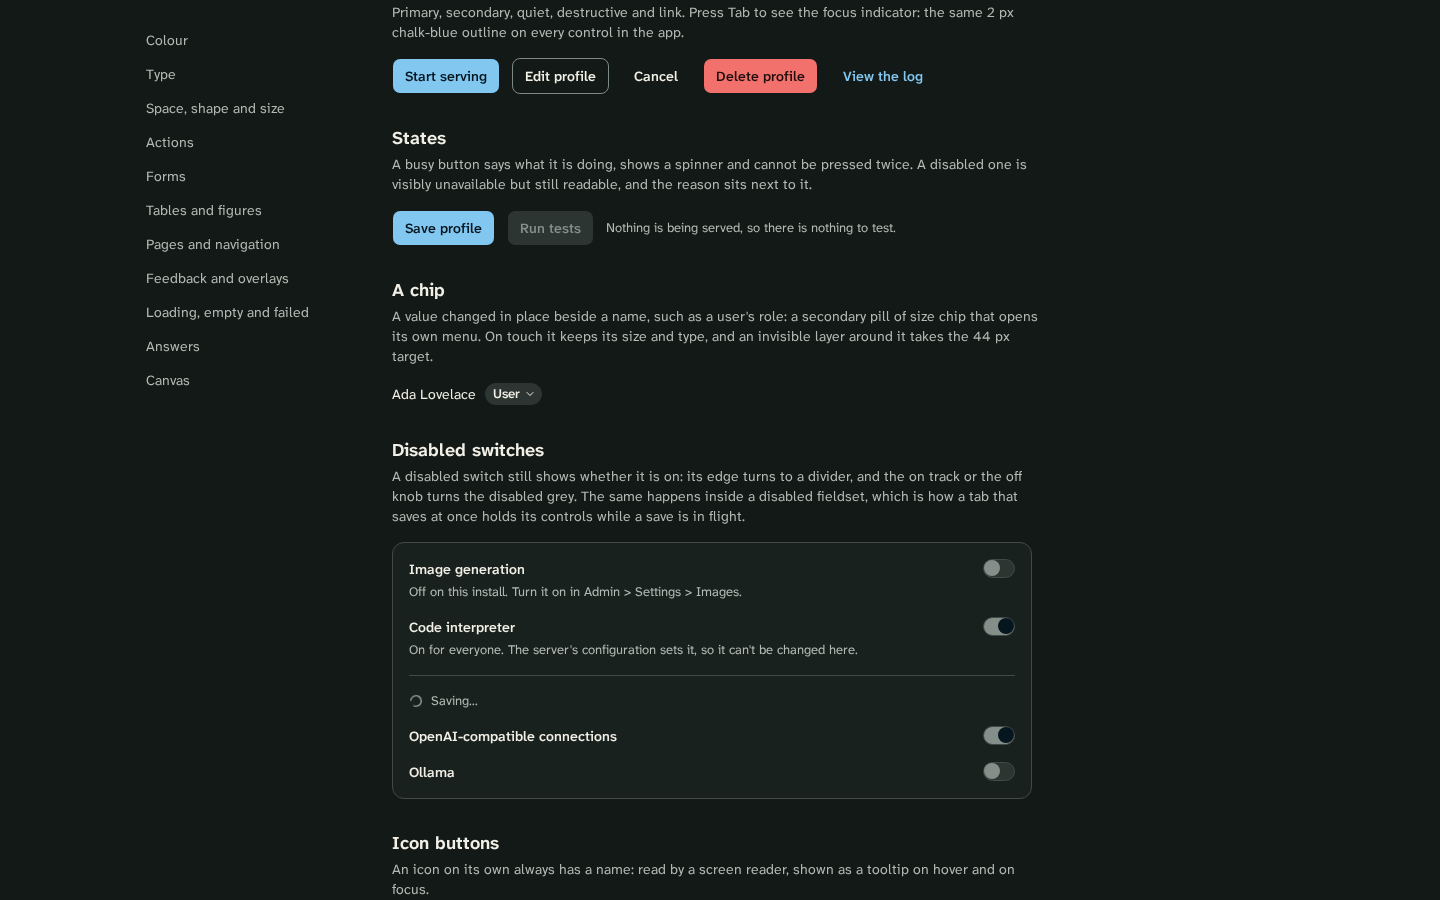 Primary, secondary, quiet, destructive and link. Press Tab to see the focus indicator: the same 2 px
chalk-blue outline on every control in the app.
Colour
Type
Space, shape and size
Actions
Forms
Tables and figures
Pages and navigation
Feedback and overlays
Loading, empty and failed
Answers
Canvas
Start serving
Edit profile
Cancel
Delete profile
View the log
States
A busy button says what it is doing, shows a spinner and cannot be pressed twice. A disabled one is
visibly unavailable but still readable, and the reason sits next to it.
Save profile
Run tests
Nothing is being served, so there is nothing to test.
A chip
A value changed in place beside a name, such as a user's role: a secondary pill of size chip that opens
its own menu. On touch it keeps its size and type, and an invisible layer around it takes the 44 px
target.
Ada Lovelace
User
Disabled switches
A disabled switch still shows whether it is on: its edge turns to a divider, and the on track or the off
knob turns the disabled grey. The same happens inside a disabled fieldset, which is how a tab that
saves at once holds its controls while a save is in flight.
Image generation
Off on this install. Turn it on in Admin > Settings > Images.
Code interpreter
On for everyone. The server's configuration sets it, so it can't be changed here.
Saving...
OpenAI-compatible connections
Ollama
Icon buttons
An icon on its own always has a name: read by a screen reader, shown as a tooltip on hover and on
focus.